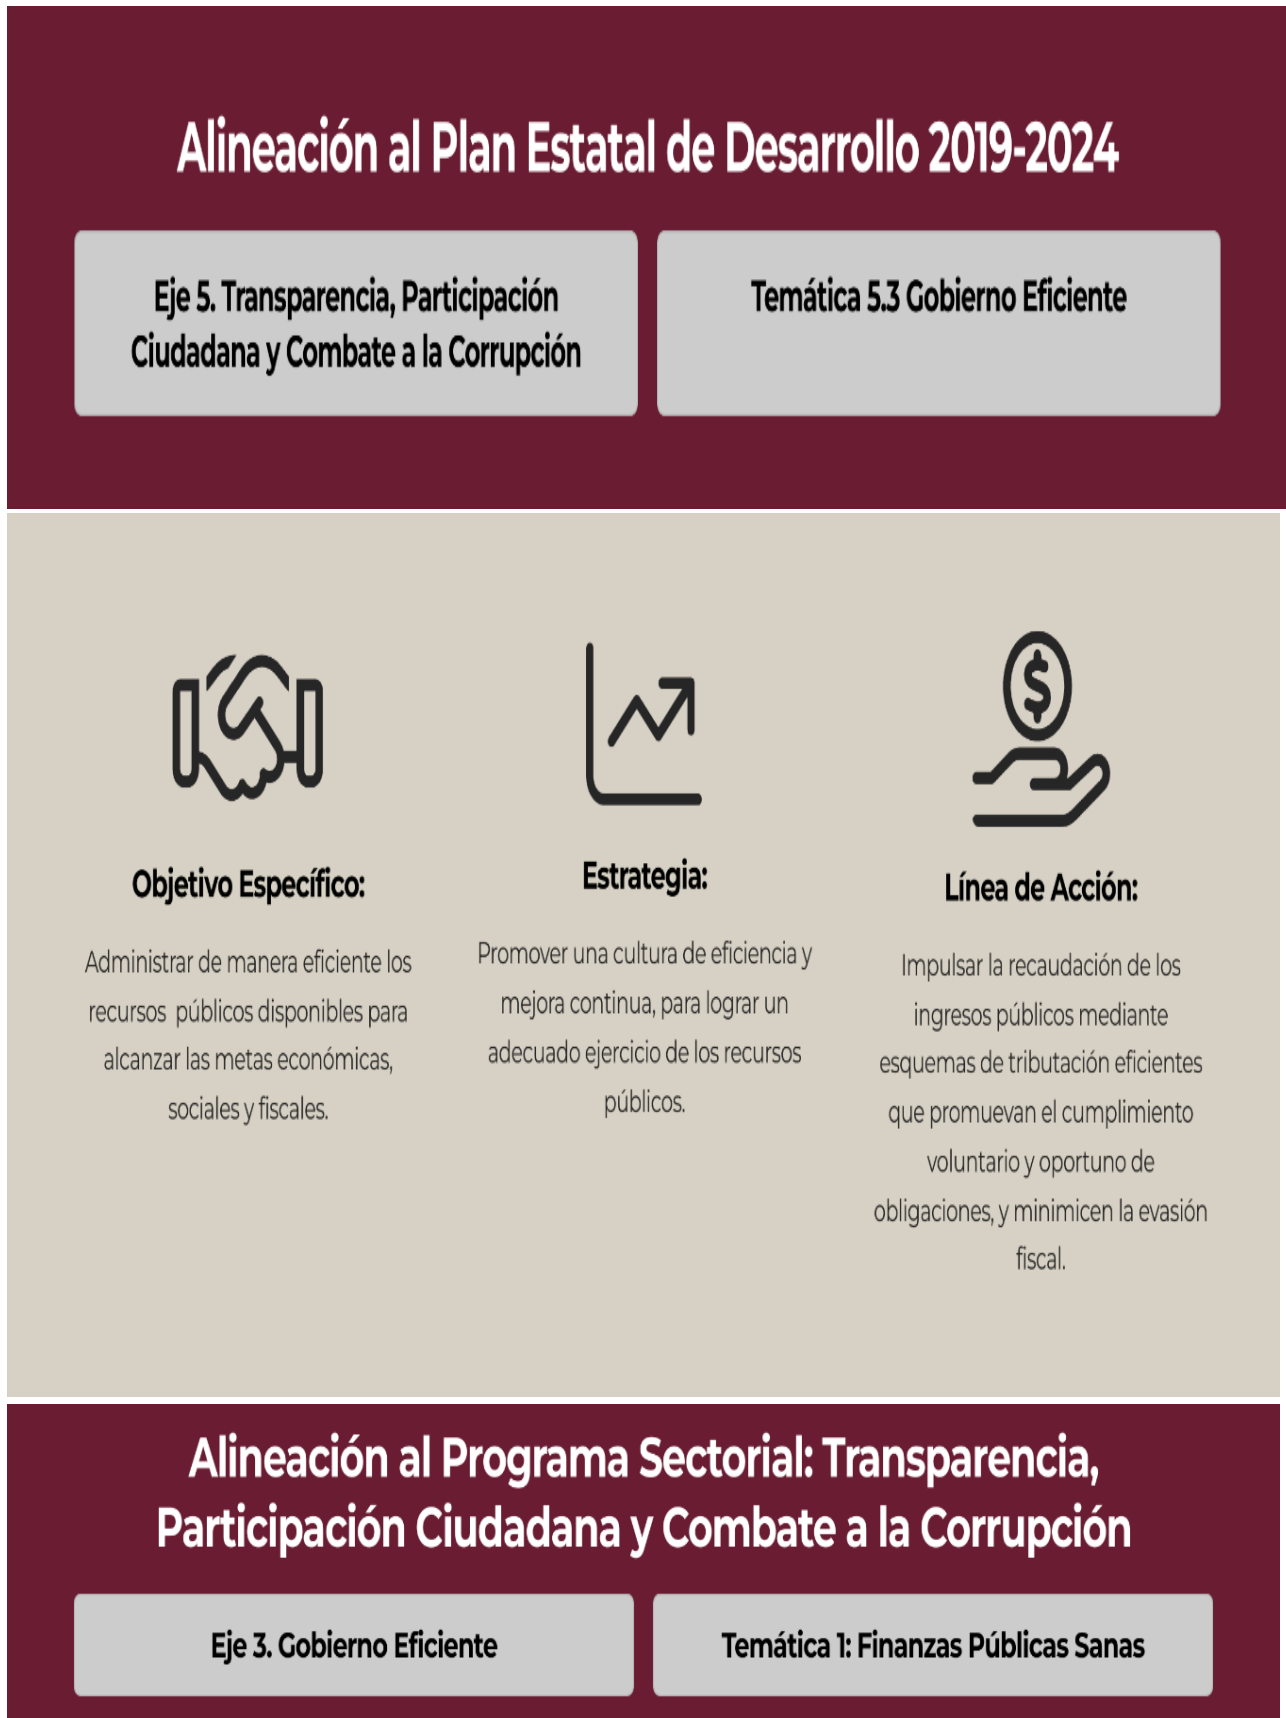 Alineación al Plan Estatal de Desarrollo 2019-2024
Eje 5. Transparencia, Participación
Ciudadana y Combate a la Corrupción
Temática 5.3 Gobierno Eficiente
Objetivo Específico:
Administrar de manera eficiente los
recursos públicos disponibles para
alcanzar las metas económicas,
sociales y fiscales.
Estrategia:
Promover una cultura de eficiencia y
mejora continua, para lograr un
adecuado ejercicio de los recursos
públicos.
Línea de Acción:
Impulsar la recaudación de los
ingresos públicos mediante
esquemas de tributación eficientes
que promuevan el cumplimiento
voluntario y oportuno de
obligaciones, y minimicen la evasión
fiscal.
Alineación al Programa Sectorial: Transparencia,
Participación Ciudadana y Combate a la Corrupción
Eje 3. Gobierno Eficiente
Temática 1: Finanzas Públicas Sanas